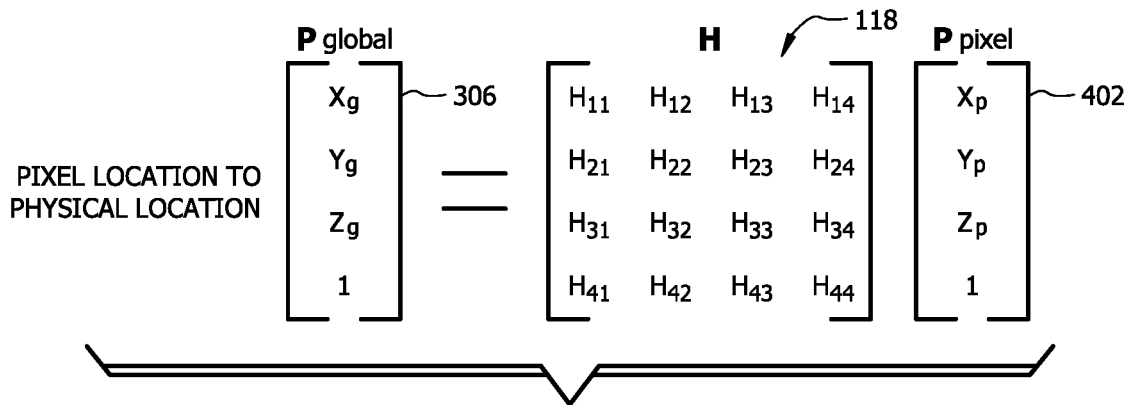 P global H 118 P pixel
X_g 306 H_11 H_12 H_13 H_14 X_p 402
PIXEL LOCATION TO
PHYSICAL LOCATION
Y_g = H_21 H_22 H_23 H_24 Y_p
Z_g H_31 H_32 H_33 H_34 Z_p
1 H_41 H_42 H_43 H_44 1